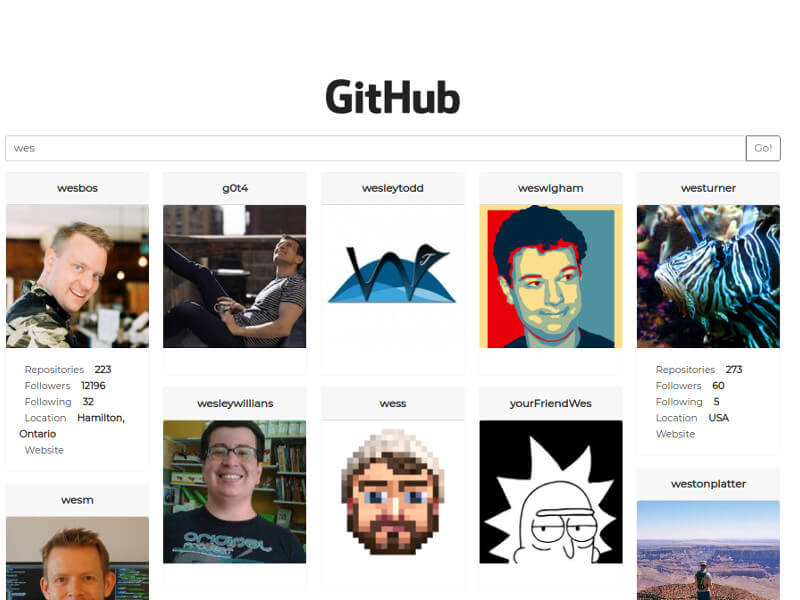 GitHub
wes
Go!
wesbos
g0t4
wesleytodd
weswigham
westurner
Repositories 223
Followers 12196
Following 32
Location Hamilton,
Ontario
Website
Repositories 273
Followers 60
Following 5
Location USA
Website
wesleywillians
wess
yourFriendWes
westonplatter
wesm